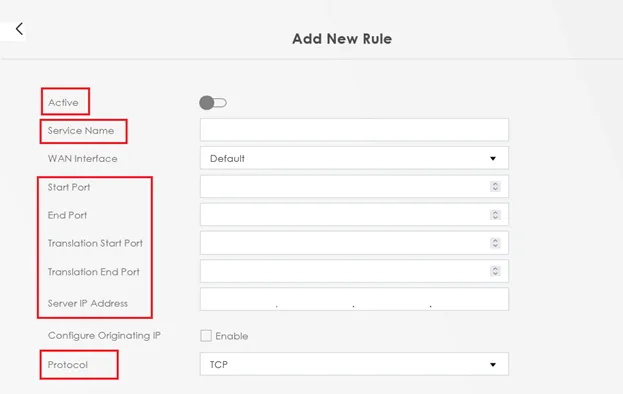 Add New Rule
Active
Service Name
WAN Interface Default
Start Port
End Port
Translation Start Port
Translation End Port
Server IP Address . . .
Configure Originating IP Enable
Protocol TCP